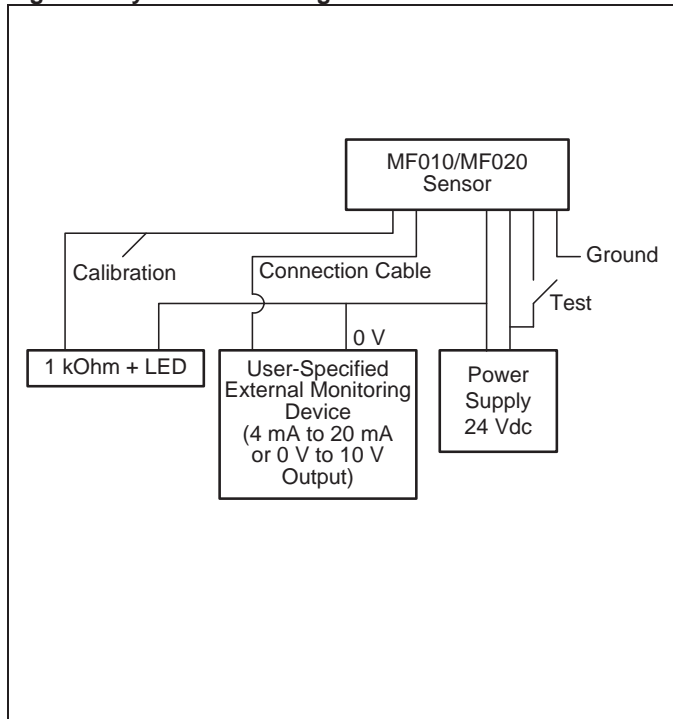 MF010/MF020
Sensor
Ground
Calibration
Connection Cable
Test
0 V
1 kOhm + LED
User-Specified
External Monitoring
Device
(4 mA to 20 mA
or 0 V to 10 V
Output)
Power
Supply
24 Vdc